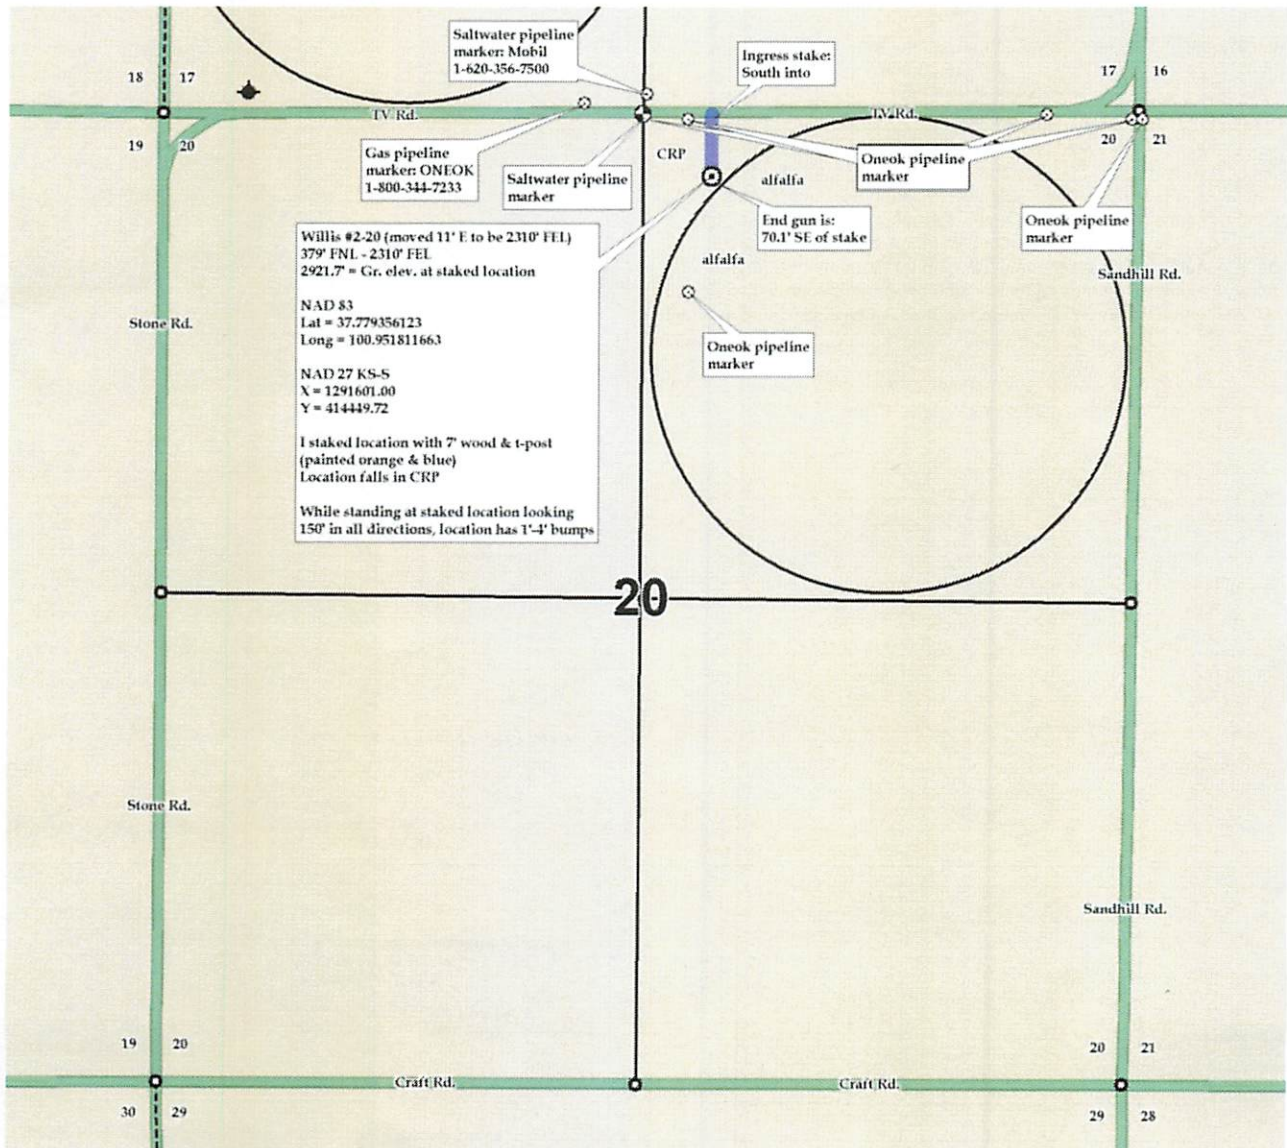 Saltwater pipeline
marker: Mobil
1-620-356-7500
Ingress stake:
South into
18
17
17
16
TV Rd.
TV Rd.
19
20
20
21
Gas pipeline
marker: ONEOK
1-800-344-7233
Saltwater pipeline
marker
CRP
alfalfa
Oneok pipeline
marker
End gun is:
70.1' SE of stake
Oneok pipeline
marker
Willis #2-20 (moved 11' E to be 2310' FEL)
379' FNL - 2310' FEL
2921.7' = Gr. elev. at staked location
NAD 83
Lat = 37.779356123
Long = 100.951811663
NAD 27 KS-S
X = 1291601.00
Y = 414449.72
I staked location with 7' wood & t-post
(painted orange & blue)
Location falls in CRP
While standing at staked location looking
150' in all directions, location has 1'-4' bumps
alfalfa
Sandhill Rd.
Stone Rd.
Oneok pipeline
marker
20
Stone Rd.
Sandhill Rd.
19
20
20
21
Craft Rd.
Craft Rd.
30
29
29
28